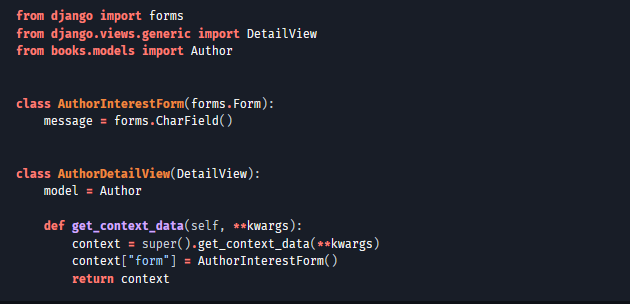 from django import forms
from django.views.generic import DetailView
from books.models import Author

class AuthorInterestForm(forms.Form):
    message = forms.CharField()

class AuthorDetailView(DetailView):
    model = Author

    def get_context_data(self, **kwargs):
        context = super().get_context_data(**kwargs)
        context["form"] = AuthorInterestForm()
        return context